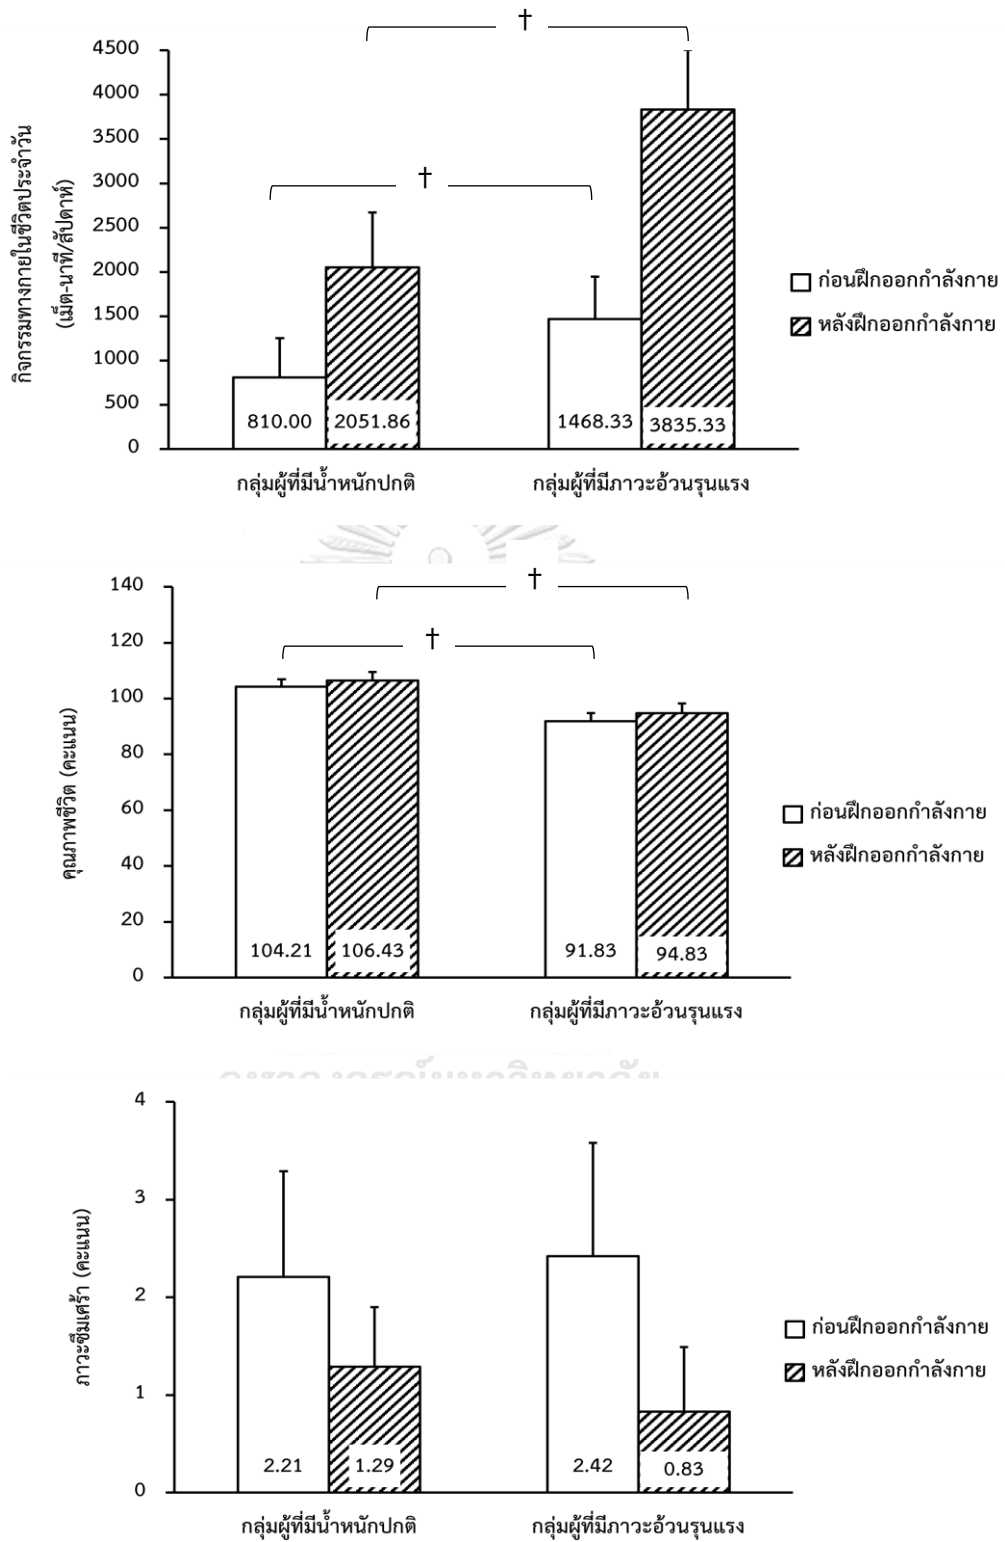 †
4500
4000
3500
3000
2500
2000
1500
1000
500
0
กิจกรรมทางกายในชีวิตประจำวัน
(เม็ต-นาที/สัปดาห์)
†
810.00 2051.86 1468.33 3835.33
กลุ่มผู้ที่มีน้ำหนักปกติ กลุ่มผู้ที่มีภาวะอ้วนรุนแรง
ก่อนฝึกออกกำลังกาย
หลังฝึกออกกำลังกาย
†
140
120
100
80
60
40
20
0
คุณภาพชีวิต (คะแนน)
†
104.21 106.43 91.83 94.83
กลุ่มผู้ที่มีน้ำหนักปกติ กลุ่มผู้ที่มีภาวะอ้วนรุนแรง
ก่อนฝึกออกกำลังกาย
หลังฝึกออกกำลังกาย
4
3
2
1
0
ภาวะซึมเศร้า (คะแนน)
2.21 1.29 2.42 0.83
กลุ่มผู้ที่มีน้ำหนักปกติ กลุ่มผู้ที่มีภาวะอ้วนรุนแรง
ก่อนฝึกออกกำลังกาย
หลังฝึกออกกำลังกาย